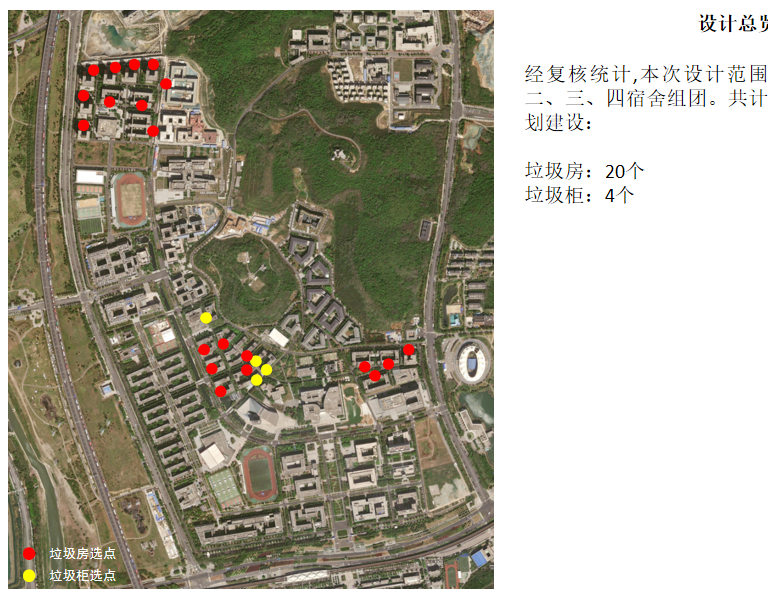 设计总
经复核统计,本次设计范围
二、三、四宿舍组团。共计
划建设：
垃圾房：20个
垃圾柜：4个
垃圾房选点
垃圾柜选点